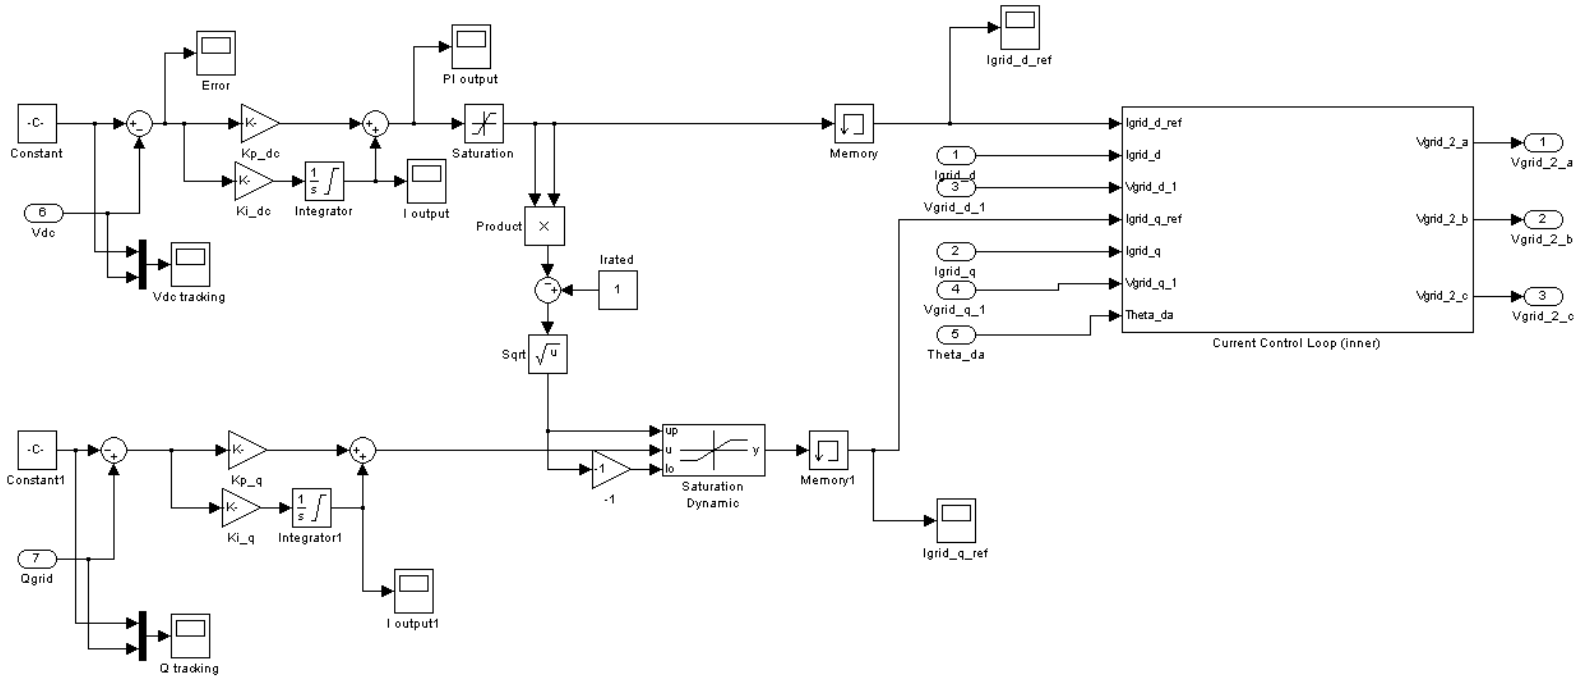 Igrid_d_ref
Error
PI output
-C-
Constant
+
−
K-
Kp_dc
+
+
Saturation
Memory
K-
Ki_dc
1
s
Integrator
I output
6
Vdc
Vdc tracking
Product
×
Irated
1
−
+
Sqrt
u
1
Igrid_d
3
Vgrid_d_1
2
Igrid_q
4
Vgrid_q_1
5
Theta_da
Igrid_d_ref
Igrid_d
Vgrid_d_1
Igrid_q_ref
Igrid_q
Vgrid_q_1
Theta_da
Vgrid_2_a
Vgrid_2_b
Vgrid_2_c
Current Control Loop (inner)
1
Vgrid_2_a
2
Vgrid_2_b
3
Vgrid_2_c
-C-
Constant1
−
+
K-
Kp_q
+
+
K-
Ki_q
1
s
Integrator1
I output1
-1
-1
up
u
lo
y
Saturation
Dynamic
Memory1
Igrid_q_ref
7
Qgrid
Q tracking